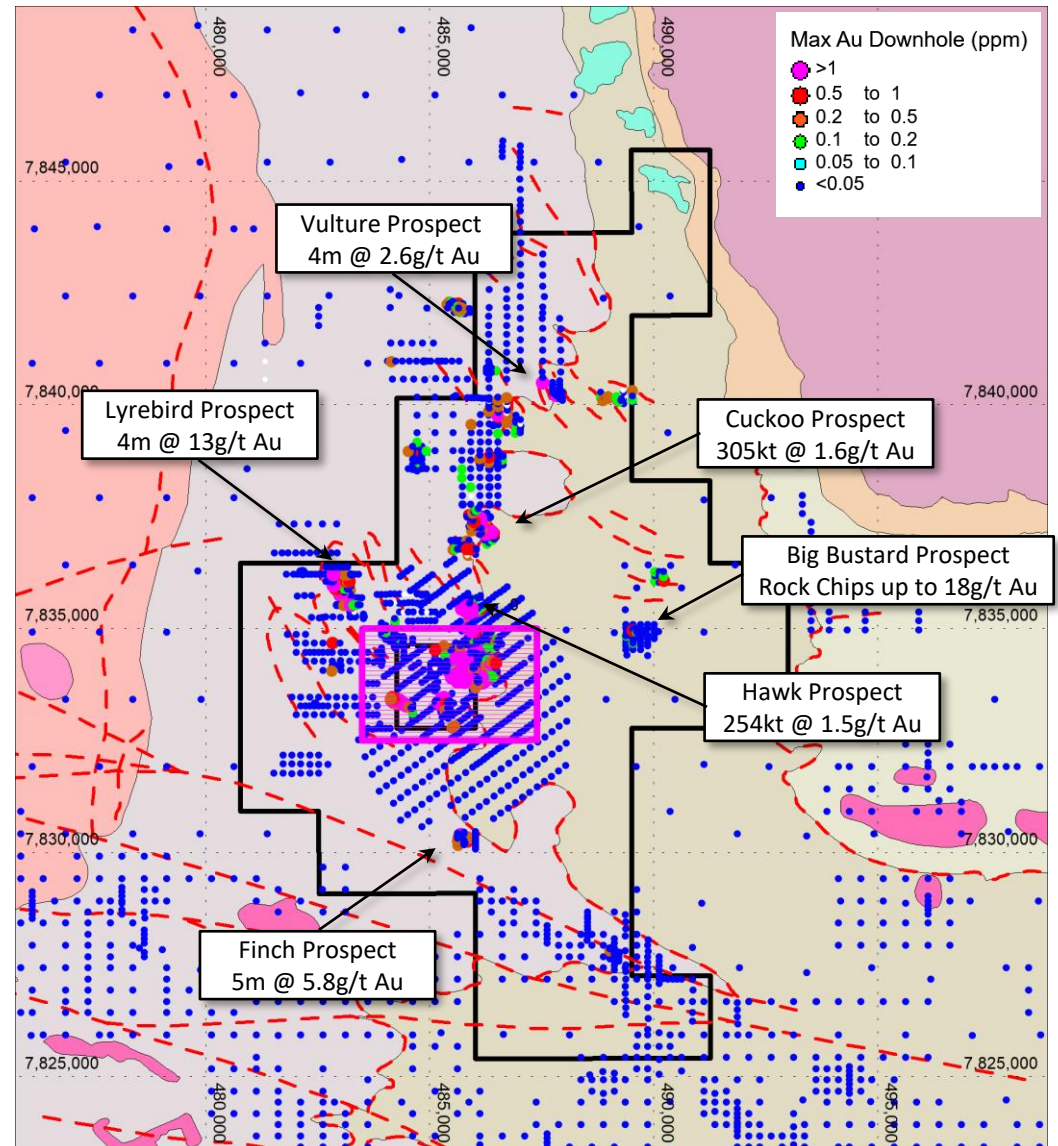 480,000
485,000
490,000
Max Au Downhole (ppm)
>1
0.5 to 1
0.2 to 0.5
0.1 to 0.2
0.05 to 0.1
<0.05
7,845,000
Vulture Prospect
4m @ 2.6g/t Au
7,840,000
7,840,000
Lyrebird Prospect
4m @ 13g/t Au
Cuckoo Prospect
305kt @ 1.6g/t Au
Big Bustard Prospect
Rock Chips up to 18g/t Au
7,835,000
7,835,000
Hawk Prospect
254kt @ 1.5g/t Au
7,830,000
7,830,000
Finch Prospect
5m @ 5.8g/t Au
7,825,000
7,825,000
480,000
485,000
490,000
495,000